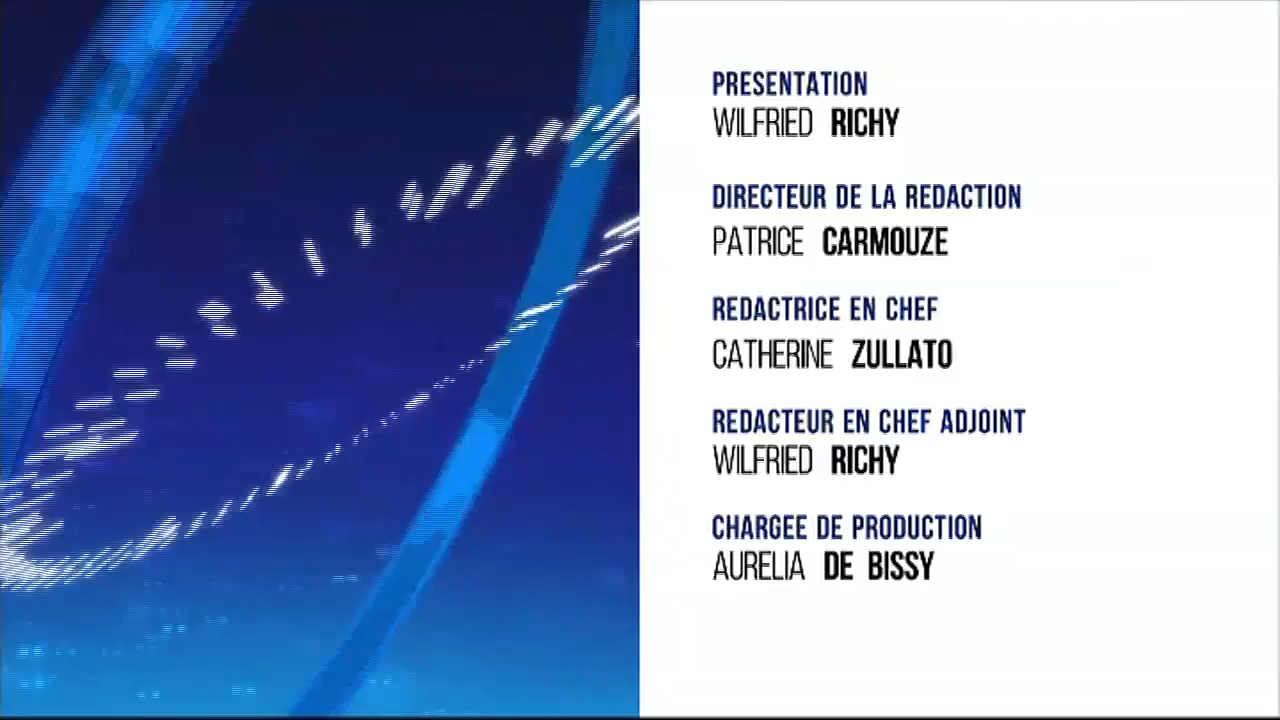 PRESENTATION
WILFRIED RICHY
DIRECTEUR DE LA REDACTION
PATRICE CARMOUZE
REDACTRICE EN CHEF
CATHERINE ZULLATO
REDACTEUR EN CHEF ADJOINT
WILFRIED RICHY
CHARGEE DE PRODUCTION
AURELIA DE BISSY